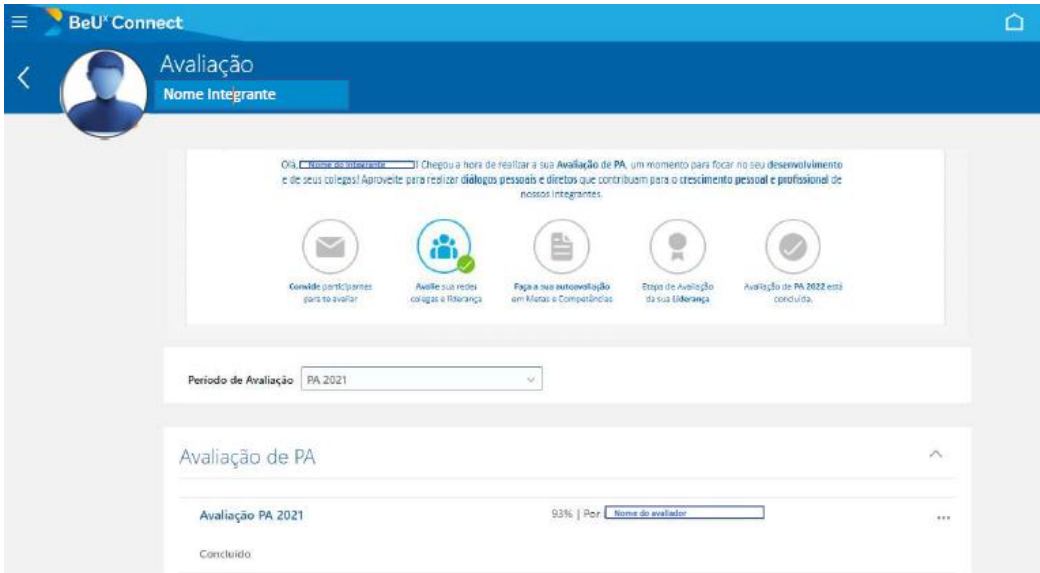 BeUˣ Connect
Avaliação
Nome Integrante
Olá, Nome do integrante ! Chegou a hora de realizar a sua Avaliação de PA, um momento para focar no seu desenvolvimento
e de seus colegas! Aproveite para realizar diálogos pessoais e diretos que contribuam para o crescimento pessoal e profissional de
nossos integrantes.
Convide participantes
para te avaliar
Avalie sua redes
colegas e liderança
Faça a sua autoavaliação
em Metas e Competências
Etapa de Avaliação
da sua Liderança
Avaliação de PA 2022 está
concluída.
Período de Avaliação PA 2021
Avaliação de PA
Avaliação PA 2021 93% | Por Nome do avaliador
Concluído